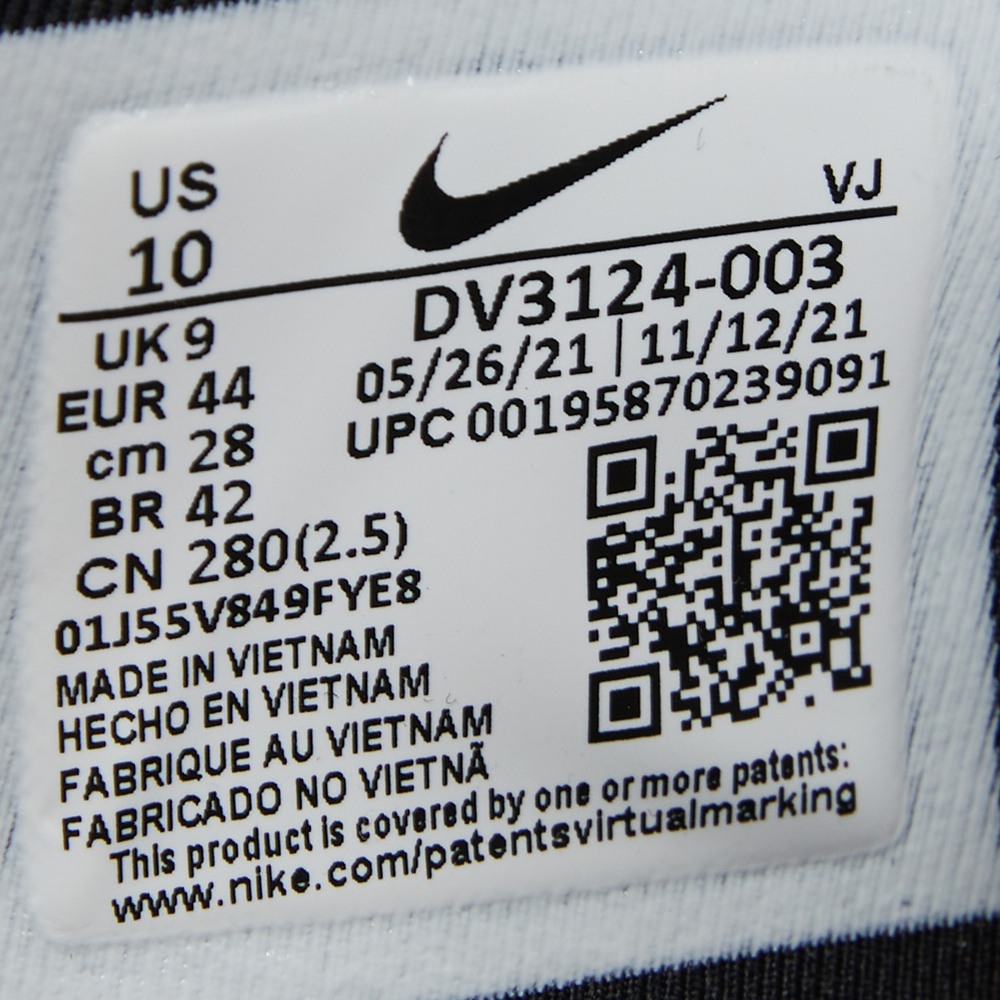 US
10
VJ
DV3124-003
05/26/21 | 11/12/21
UPC 00195870239091
UK 9
EUR 44
cm 28
BR 42
CN 280(2.5)
01J55V849FYE8
MADE IN VIETNAM
HECHO EN VIETNAM
FABRIQUE AU VIETNAM
FABRICADO NO VIETNÃ
This product is covered by one or more patents:
www.nike.com/patentsvirtualmarking